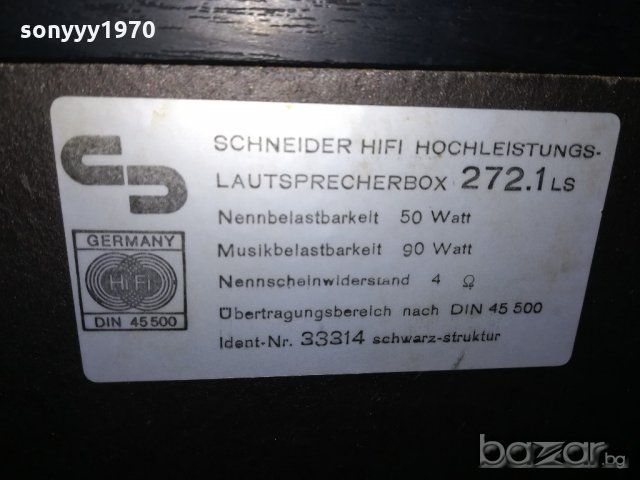 sonyyy1970
SCHNEIDER HIFI HOCHLEISTUNGS-
LAUTSPRECHERBOX 272.1 LS
Nennbelastbarkeit 50 Watt
Musikbelastbarkeit 90 Watt
Nennscheinwiderstand 4 Ω
Übertragungsbereich nach DIN 45 500
Ident-Nr. 33314 schwarz-struktur
GERMANY
HiFi
DIN 45 500
bazar.bg